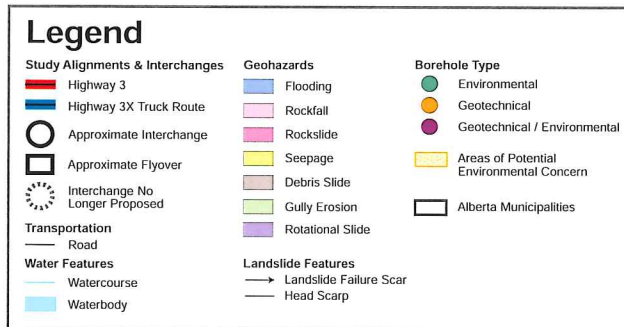 Legend
Study Alignments & Interchanges
Highway 3
Highway 3X Truck Route
Approximate Interchange
Approximate Flyover
Interchange No
Longer Proposed
Transportation
Road
Water Features
Watercourse
Waterbody
Geohazards
Flooding
Rockfall
Rockslide
Seepage
Debris Slide
Gully Erosion
Rotational Slide
Landslide Features
Landslide Failure Scar
Head Scarp
Borehole Type
Environmental
Geotechnical
Geotechnical / Environmental
Areas of Potential
Environmental Concern
Alberta Municipalities